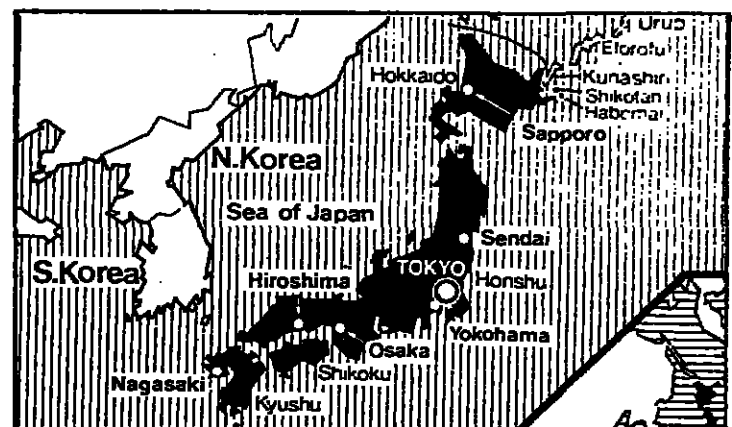 Urup
Etorofu
Hokkaido
Kunashiri
Shikotan
Habomai
Sapporo
N.Korea
Sea of Japan
Sendai
TOKYO
S.Korea
Hiroshima
Honshu
Yokohama
Osaka
Shikoku
Nagasaki
Kyushu